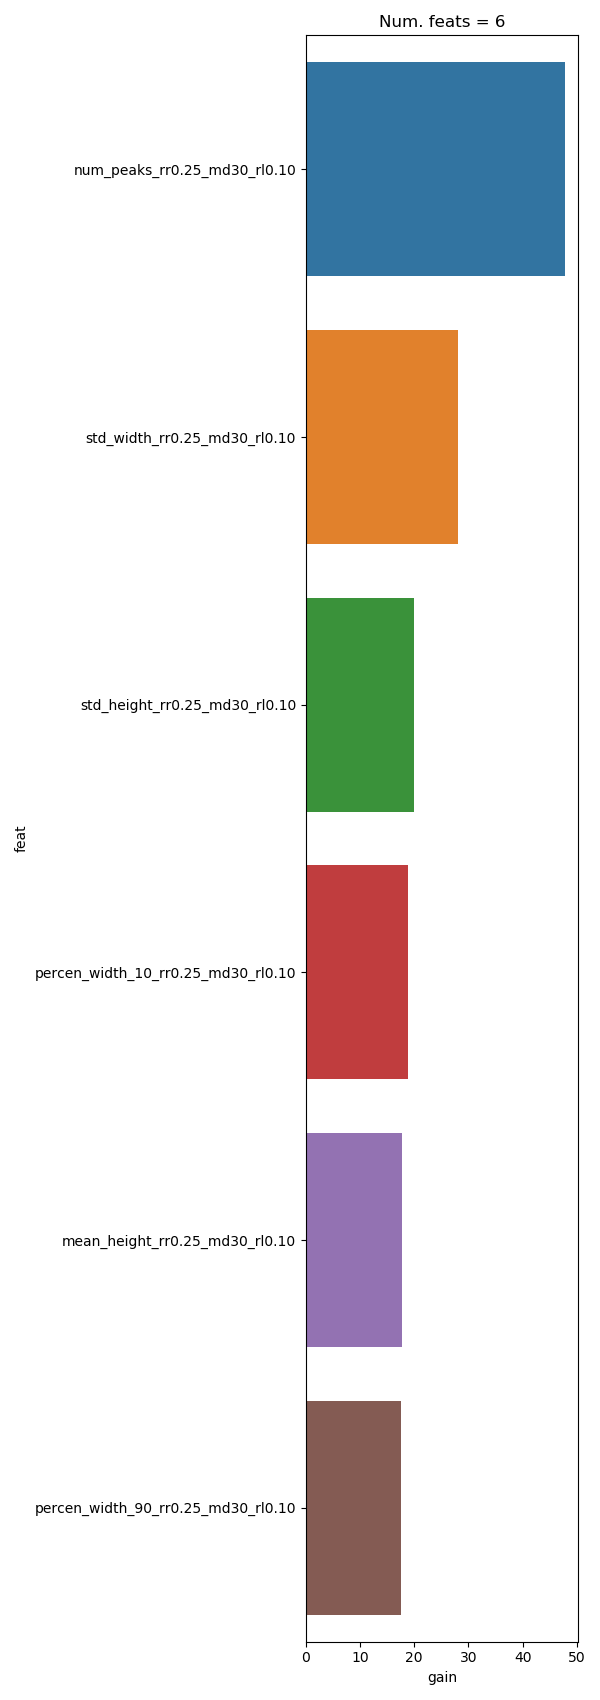 Num. feats = 6
num_peaks_rr0.25_md30_rl0.10
std_width_rr0.25_md30_rl0.10
std_height_rr0.25_md30_rl0.10
feat
percen_width_10_rr0.25_md30_rl0.10
mean_height_rr0.25_md30_rl0.10
percen_width_90_rr0.25_md30_rl0.10
0 10 20 30 40 50
gain